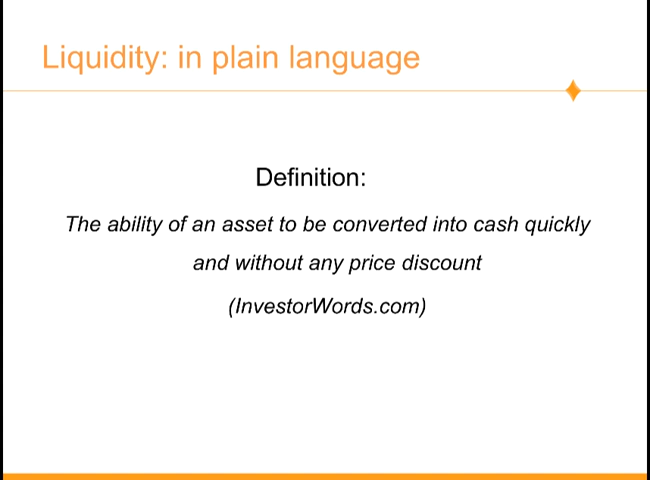 Liquidity: in plain language
Definition:
The ability of an asset to be converted into cash quickly
and without any price discount
(InvestorWords.com)